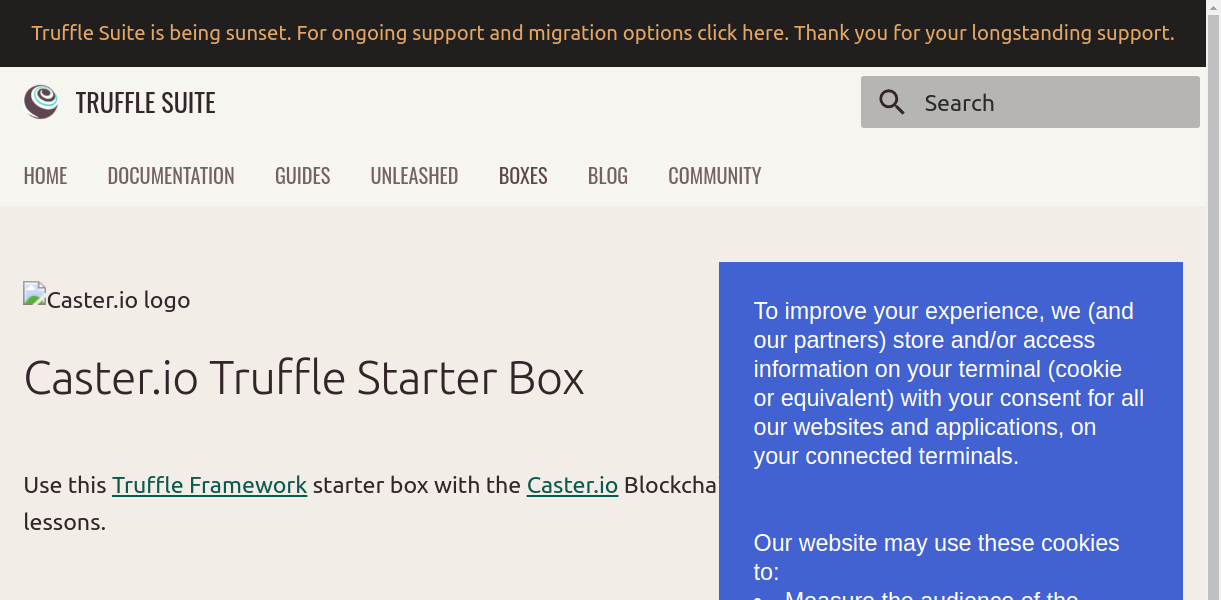 Truffle Suite is being sunset. For ongoing support and migration options click here. Thank you for your longstanding support.
TRUFFLE SUITE
Search
HOME DOCUMENTATION GUIDES UNLEASHED BOXES BLOG COMMUNITY
Caster.io logo
Caster.io Truffle Starter Box
Use this Truffle Framework starter box with the Caster.io Blockcha
lessons.
To improve your experience, we (and
our partners) store and/or access
information on your terminal (cookie
or equivalent) with your consent for all
our websites and applications, on
your connected terminals.
Our website may use these cookies
to:
• Measure the audience of the